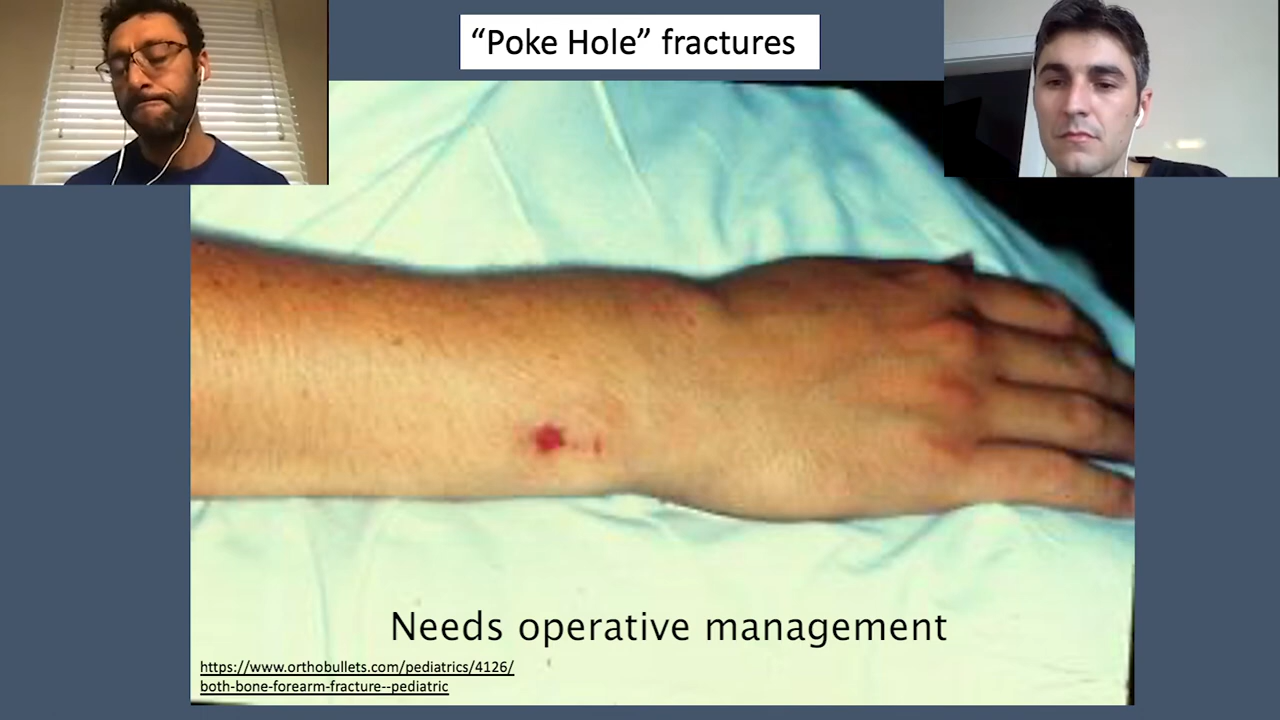 “Poke Hole” fractures
Needs operative management
https://www.orthobullets.com/pediatrics/4126/
both-bone-forearm-fracture--pediatric